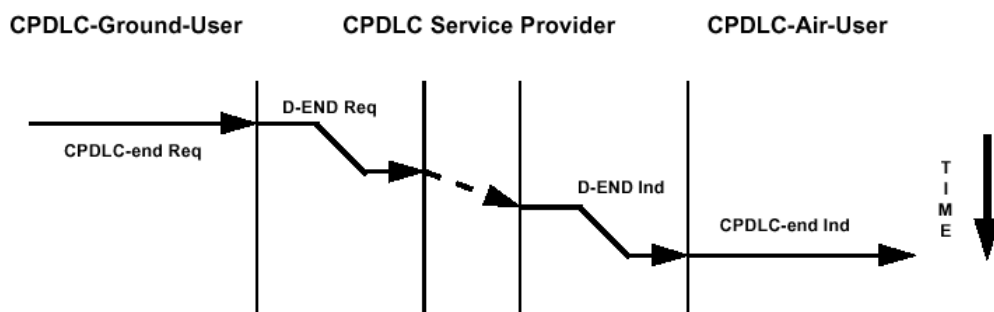 CPDLC-Ground-User
CPDLC Service Provider
CPDLC-Air-User
D-END Req
CPDLC-end Req
D-END Ind
CPDLC-end Ind
T
I
M
E